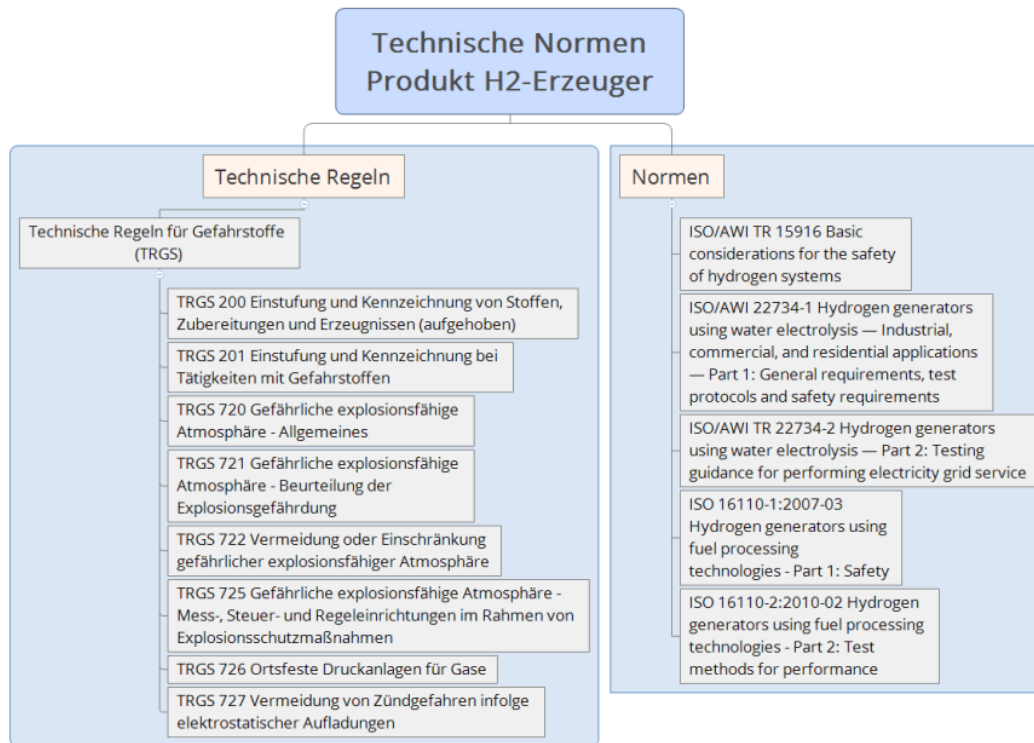 Technische Normen
Produkt H2-Erzeuger
Technische Regeln
Technische Regeln für Gefahrstoffe
(TRGS)
TRGS 200 Einstufung und Kennzeichnung von Stoffen,
Zubereitungen und Erzeugnissen (aufgehoben)
TRGS 201 Einstufung und Kennzeichnung bei
Tätigkeiten mit Gefahrstoffen
TRGS 720 Gefährliche explosionsfähige
Atmosphäre - Allgemeines
TRGS 721 Gefährliche explosionsfähige
Atmosphäre - Beurteilung der
Explosionsgefährdung
TRGS 722 Vermeidung oder Einschränkung
gefährlicher explosionsfähiger Atmosphäre
TRGS 725 Gefährliche explosionsfähige Atmosphäre -
Mess-, Steuer- und Regeleinrichtungen im Rahmen von
Explosionsschutzmaßnahmen
TRGS 726 Ortsfeste Druckanlagen für Gase
TRGS 727 Vermeidung von Zündgefahren infolge
elektrostatischer Aufladungen
Normen
ISO/AWI TR 15916 Basic
considerations for the safety
of hydrogen systems
ISO/AWI 22734-1 Hydrogen generators
using water electrolysis — Industrial,
commercial, and residential applications
— Part 1: General requirements, test
protocols and safety requirements
ISO/AWI TR 22734-2 Hydrogen generators
using water electrolysis — Part 2: Testing
guidance for performing electricity grid service
ISO 16110-1:2007-03
Hydrogen generators using
fuel processing
technologies - Part 1: Safety
ISO 16110-2:2010-02 Hydrogen
generators using fuel processing
technologies - Part 2: Test
methods for performance